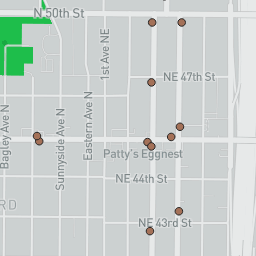 N 50th St
1st Ave NE
NE 47th St
Bagley Ave N
Sunnyside Ave N
Eastern Ave N
Patty's Eggnest
NE 44th St
RD
NE 43rd St